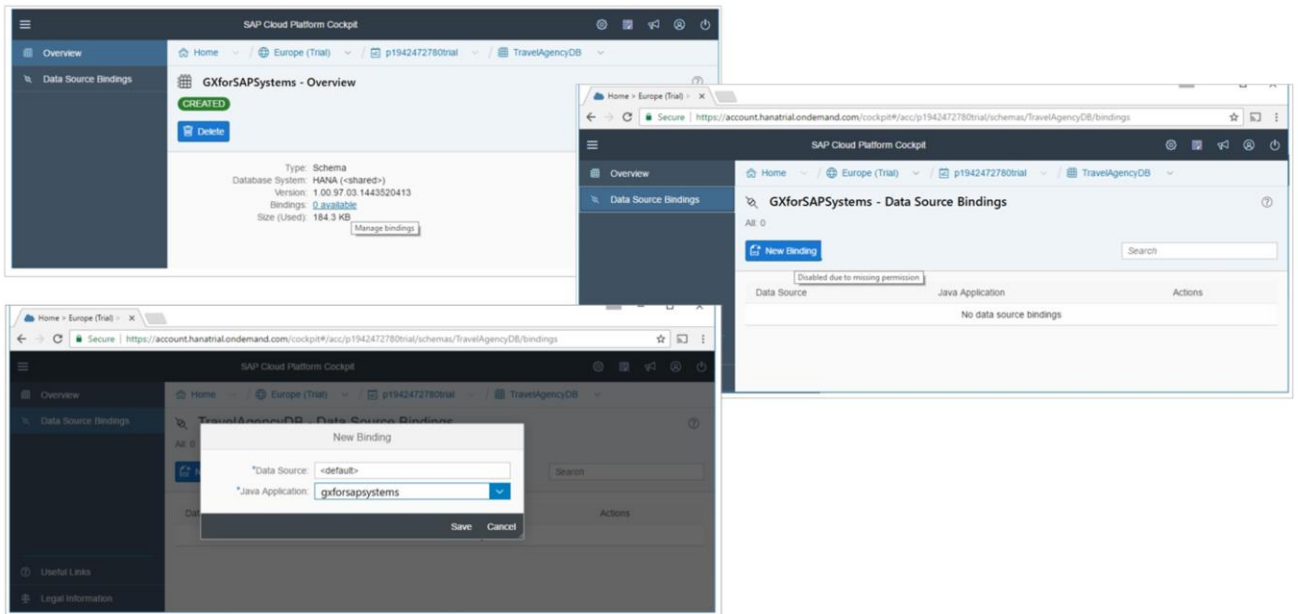 SAP Cloud Platform Cockpit
Overview
Home / Europe (Trial) / p1942472780trial / TravelAgencyDB
Data Source Bindings
GXforSAPSystems - Overview
CREATED
Delete
Type: Schema
Database System: HANA (<shared>)
Version: 1.00.97.03.1443520413
Bindings: 0 available
Size (Used): 184.3 KB
Manage bindings
Home > Europe (Trial) >
Secure | https://account.hanatrial.ondemand.com/cockpit#/acc/p1942472780trial/schemas/TravelAgencyDB/bindings
SAP Cloud Platform Cockpit
Overview
Home / Europe (Trial) / p1942472780trial / TravelAgencyDB
Data Source Bindings
GXforSAPSystems - Data Source Bindings
All: 0
New Binding
Search
Disabled due to missing permission
Data Source Java Application Actions
No data source bindings
Home > Europe (Trial) >
Secure | https://account.hanatrial.ondemand.com/cockpit#/acc/p1942472780trial/schemas/TravelAgencyDB/bindings
SAP Cloud Platform Cockpit
Overview
Home / Europe (Trial) / p1942472780trial / TravelAgencyDB
Data Source Bindings
TravelAgencyDB - Data Source Bindings
All: 0
New Binding
Search
*Data Source: <default>
*Java Application: gxforsapsystems
Actions
Save Cancel
Useful Links
Legal Information